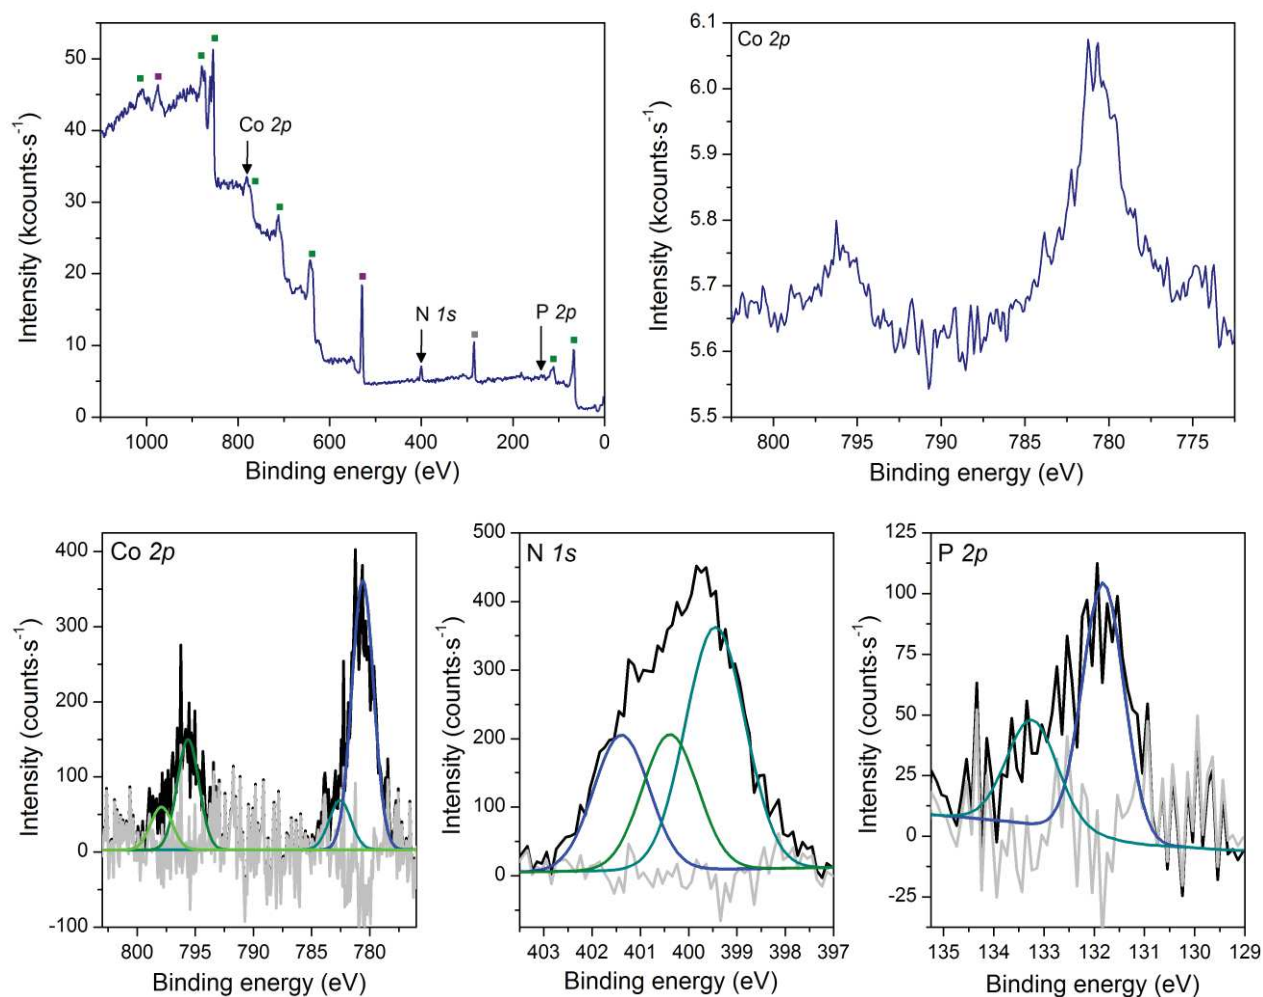 50
40
30
20
10
0
Intensity (kcounts·s⁻¹)
Co 2p
N 1s
P 2p
1000 800 600 400 200 0
Binding energy (eV)
6.1
6.0
5.9
5.8
5.7
5.6
5.5
Intensity (kcounts·s⁻¹)
Co 2p
800 795 790 785 780 775
Binding energy (eV)
400
300
200
100
0
-100
Intensity (counts·s⁻¹)
Co 2p
800 795 790 785 780
Binding energy (eV)
500
400
300
200
100
0
Intensity (counts·s⁻¹)
N 1s
403 402 401 400 399 398 397
Binding energy (eV)
125
100
75
50
25
0
-25
Intensity (counts·s⁻¹)
P 2p
135 134 133 132 131 130 129
Binding energy (eV)